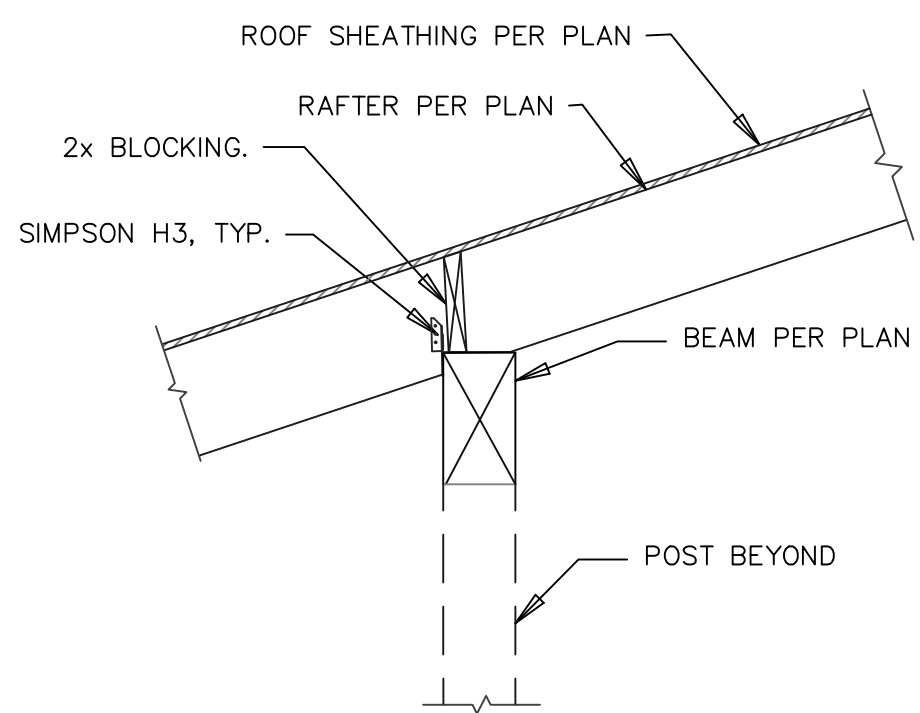 ROOF SHEATHING PER PLAN
RAFTER PER PLAN
2x BLOCKING.
SIMPSON H3, TYP.
BEAM PER PLAN
POST BEYOND